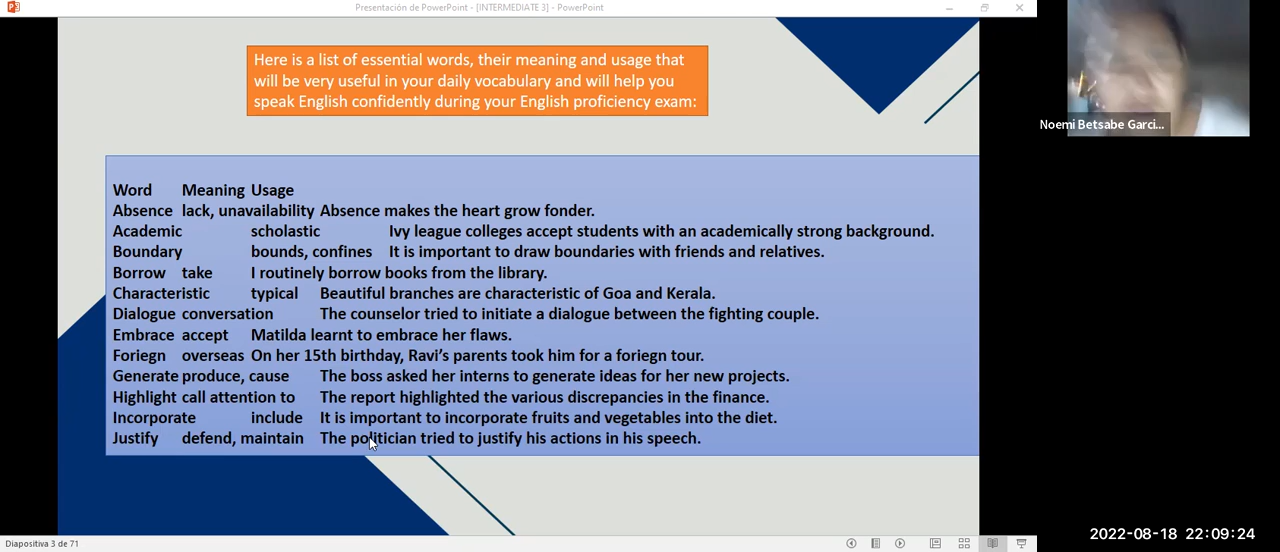 Presentación de PowerPoint - [INTERMEDIATE 3] - PowerPoint
Here is a list of essential words, their meaning and usage that
will be very useful in your daily vocabulary and will help you
speak English confidently during your English proficiency exam:
Noemi Betsabe Garci...
Word Meaning Usage
Absence lack, unavailability Absence makes the heart grow fonder.
Academic scholastic Ivy league colleges accept students with an academically strong background.
Boundary bounds, confines It is important to draw boundaries with friends and relatives.
Borrow take I routinely borrow books from the library.
Characteristic typical Beautiful branches are characteristic of Goa and Kerala.
Dialogue conversation The counselor tried to initiate a dialogue between the fighting couple.
Embrace accept Matilda learnt to embrace her flaws.
Foriegn overseas On her 15th birthday, Ravi's parents took him for a foriegn tour.
Generate produce, cause The boss asked her interns to generate ideas for her new projects.
Highlight call attention to The report highlighted the various discrepancies in the finance.
Incorporate include It is important to incorporate fruits and vegetables into the diet.
Justify defend, maintain The politician tried to justify his actions in his speech.
Diapositiva 3 de 71
2022-08-18 22:09:24